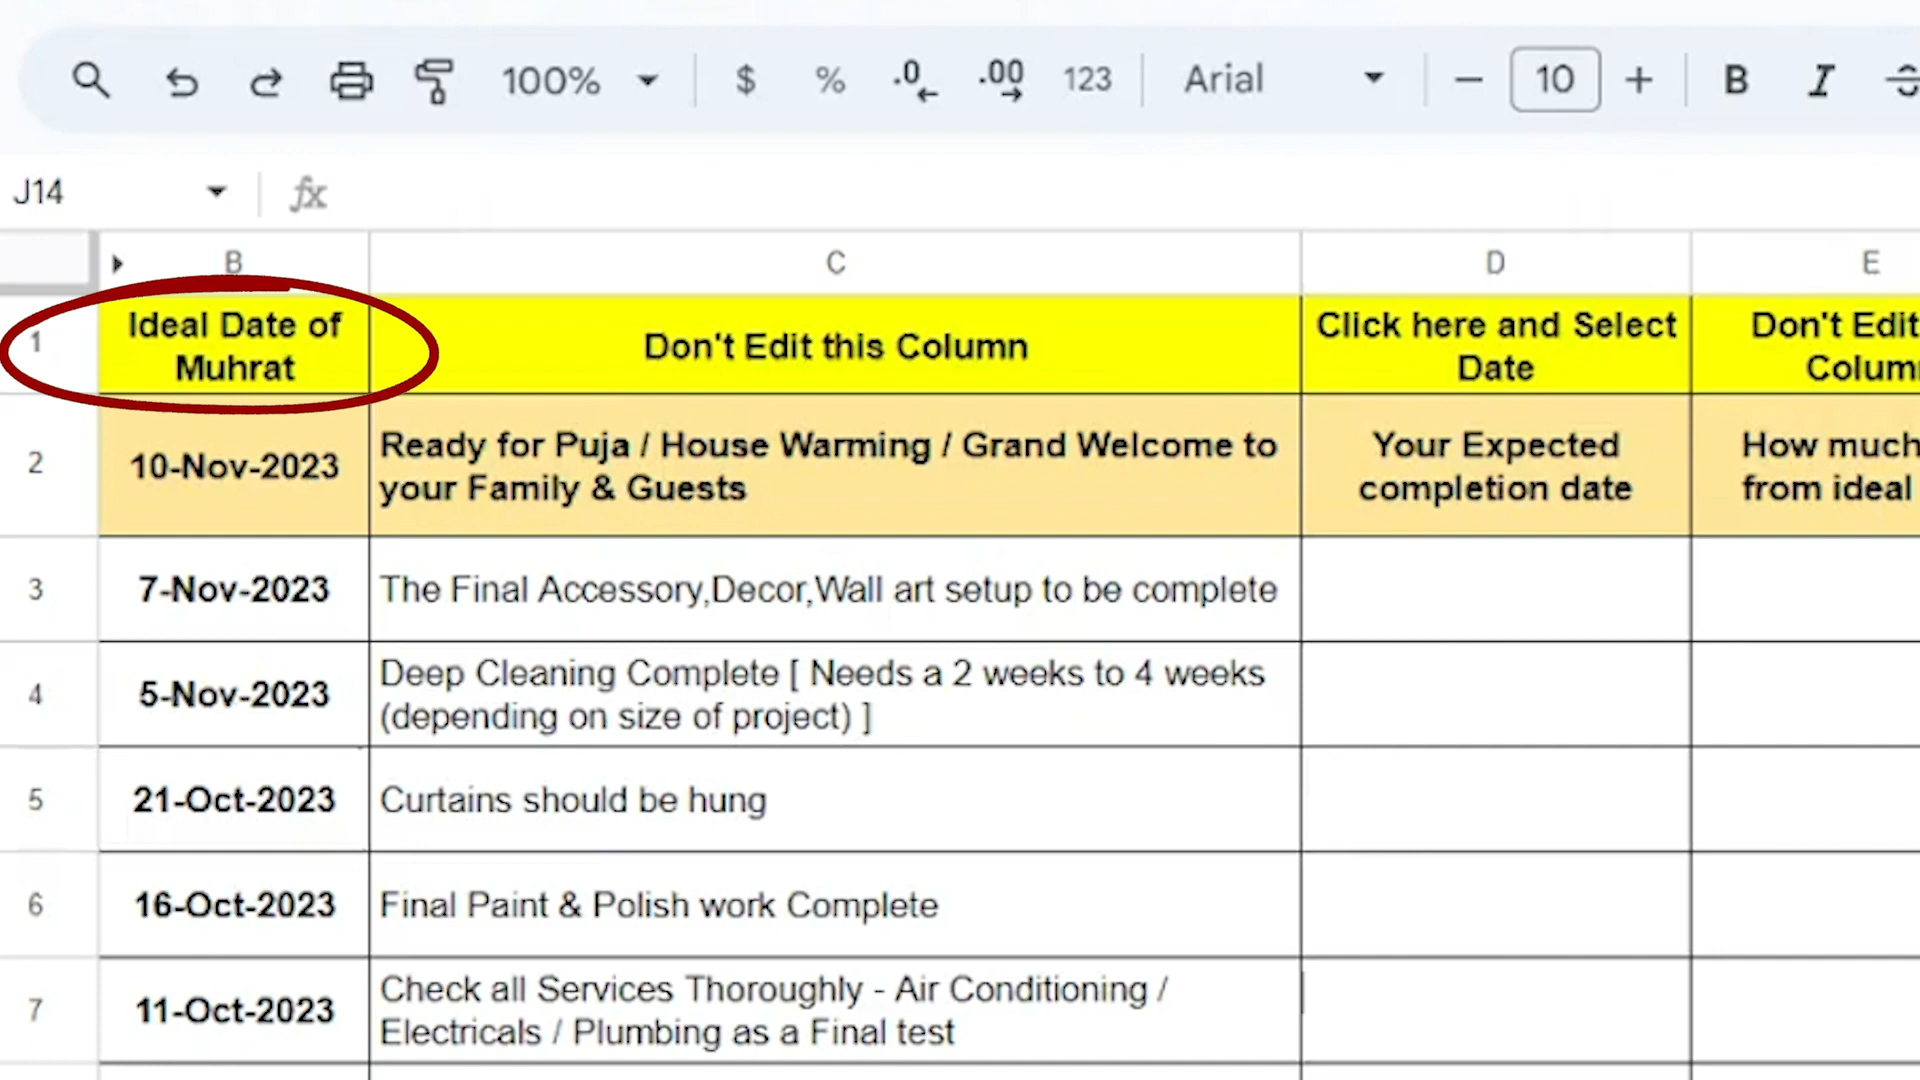 100% $ % .0 .00 123 Arial 10 B I S
J14 fx
B C D E
1
Ideal Date of
Muhrat
Don't Edit this Column
Click here and Select
Date
Don't Edit
Colum
2
10-Nov-2023
Ready for Puja / House Warming / Grand Welcome to
your Family & Guests
Your Expected
completion date
How much
from ideal
3
7-Nov-2023
The Final Accessory,Decor,Wall art setup to be complete
4
5-Nov-2023
Deep Cleaning Complete [ Needs a 2 weeks to 4 weeks
(depending on size of project) ]
5
21-Oct-2023
Curtains should be hung
6
16-Oct-2023
Final Paint & Polish work Complete
7
11-Oct-2023
Check all Services Thoroughly - Air Conditioning /
Electricals / Plumbing as a Final test